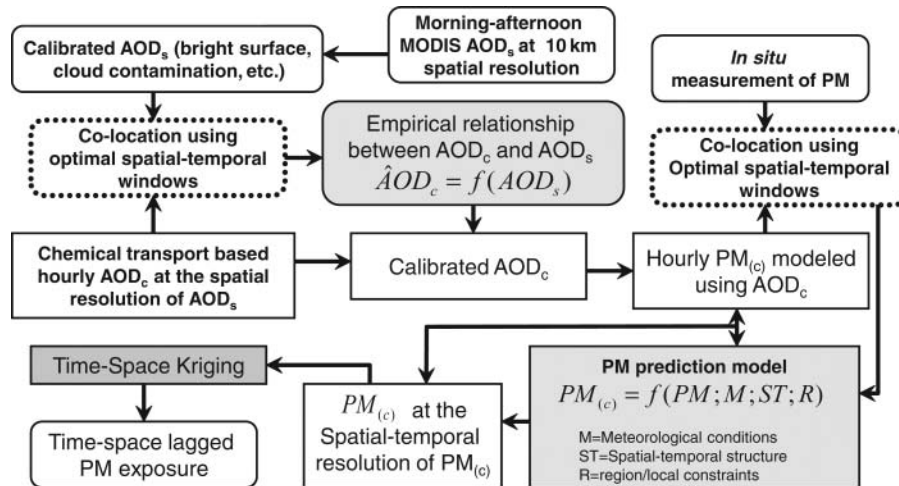 Calibrated AODs (bright surface,
cloud contamination, etc.)
Morning-afternoon
MODIS AODs at 10 km
spatial resolution
In situ
measurement of PM
Co-location using
optimal spatial-temporal
windows
Empirical relationship
between AODc and AODs
ÂODc = f(AODs)
Co-location using
Optimal spatial-temporal
windows
Chemical transport based
hourly AODc at the spatial
resolution of AODs
Calibrated AODc
Hourly PM(c) modeled
using AODc
Time-Space Kriging
PM(c) at the
Spatial-temporal
resolution of PM(c)
PM prediction model
PM(c) = f(PM;M;ST;R)
M=Meteorological conditions
ST=Spatial-temporal structure
R=region/local constraints
Time-space lagged
PM exposure